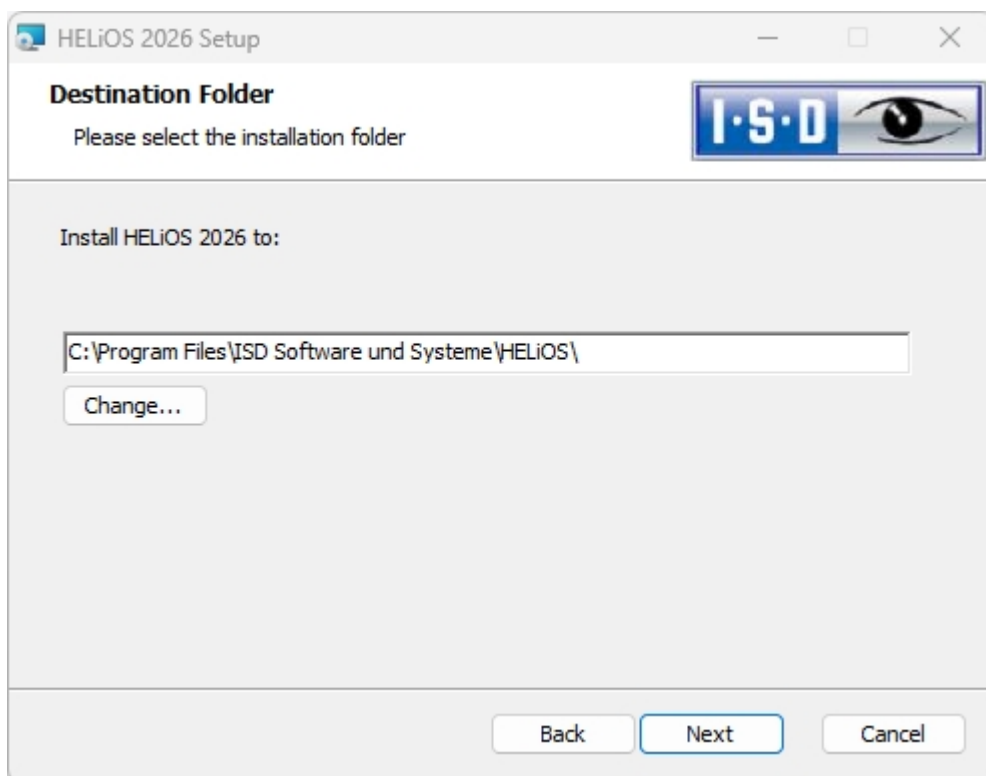 HELiOS 2026 Setup
Destination Folder
Please select the installation folder
I·S·D
Install HELiOS 2026 to:
C:\Program Files\ISD Software und Systeme\HELiOS\
Change...
Back Next Cancel